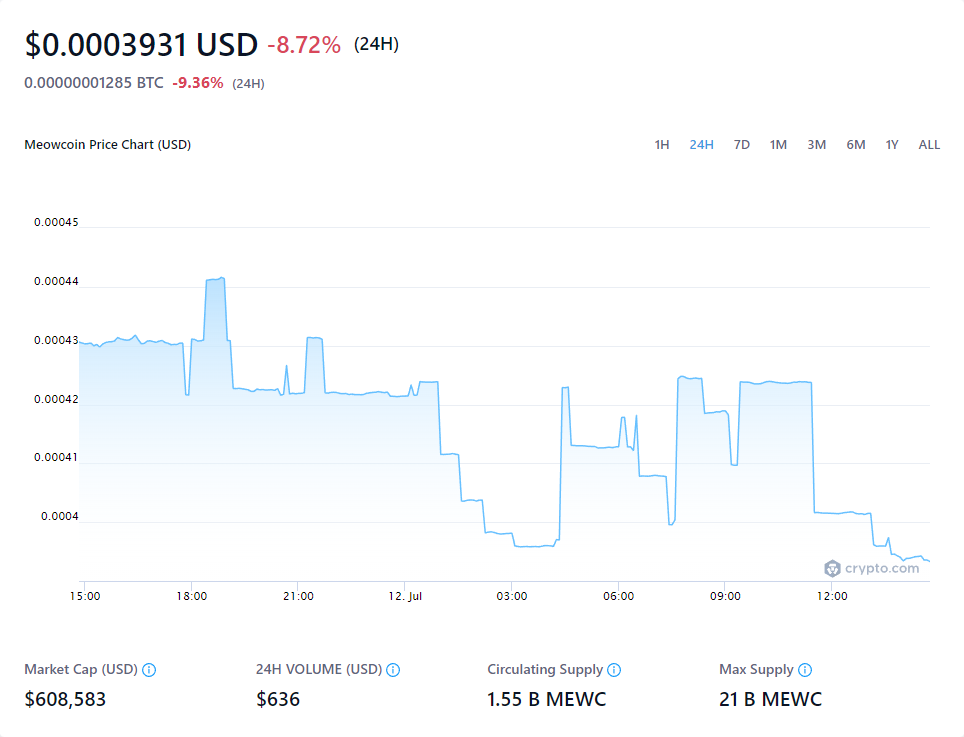 $0.0003931 USD -8.72% (24H)
0.00000001285 BTC -9.36% (24H)
Meowcoin Price Chart (USD)
1H 24H 7D 1M 3M 6M 1Y ALL
0.00045
0.00044
0.00043
0.00042
0.00041
0.0004
crypto.com
15:00 18:00 21:00 12. Jul 03:00 06:00 09:00 12:00
Market Cap (USD) 24H VOLUME (USD) Circulating Supply Max Supply
$608,583 $636 1.55 B MEWC 21 B MEWC